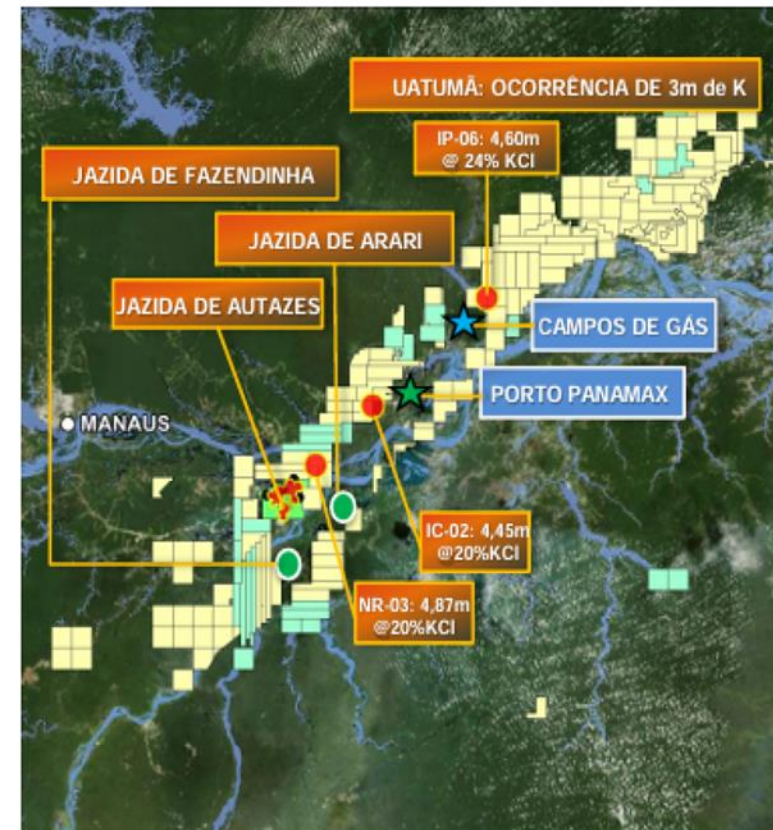 UATUMÃ: OCORRÊNCIA DE 3m de K
IP-06: 4,60m
@ 24% KCl
JAZIDA DE FAZENDINHA
JAZIDA DE ARARI
JAZIDA DE AUTAZES
CAMPOS DE GÁS
PORTO PANAMAX
MANAUS
IC-02: 4,45m
@20%KCl
NR-03: 4,87m
@20%KCl